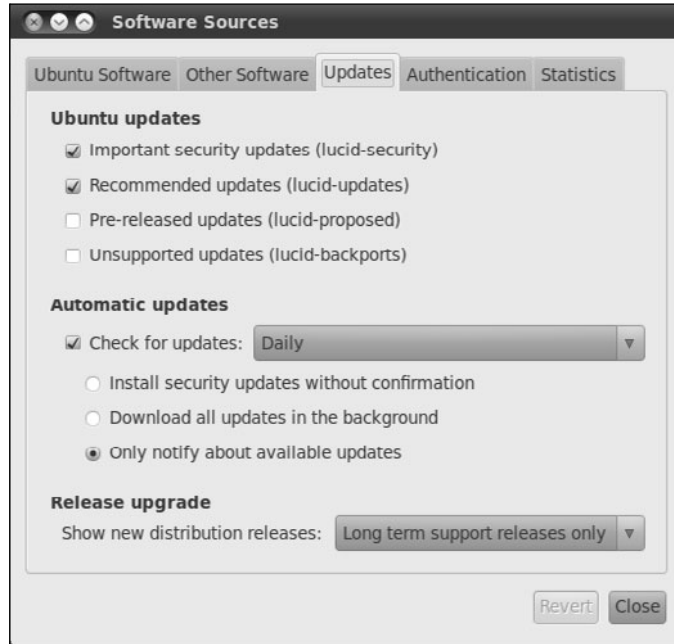 Software Sources
Ubuntu Software Other Software Updates Authentication Statistics
Ubuntu updates
Important security updates (lucid-security)
Recommended updates (lucid-updates)
Pre-released updates (lucid-proposed)
Unsupported updates (lucid-backports)
Automatic updates
Check for updates: Daily
Install security updates without confirmation
Download all updates in the background
Only notify about available updates
Release upgrade
Show new distribution releases: Long term support releases only
Revert Close